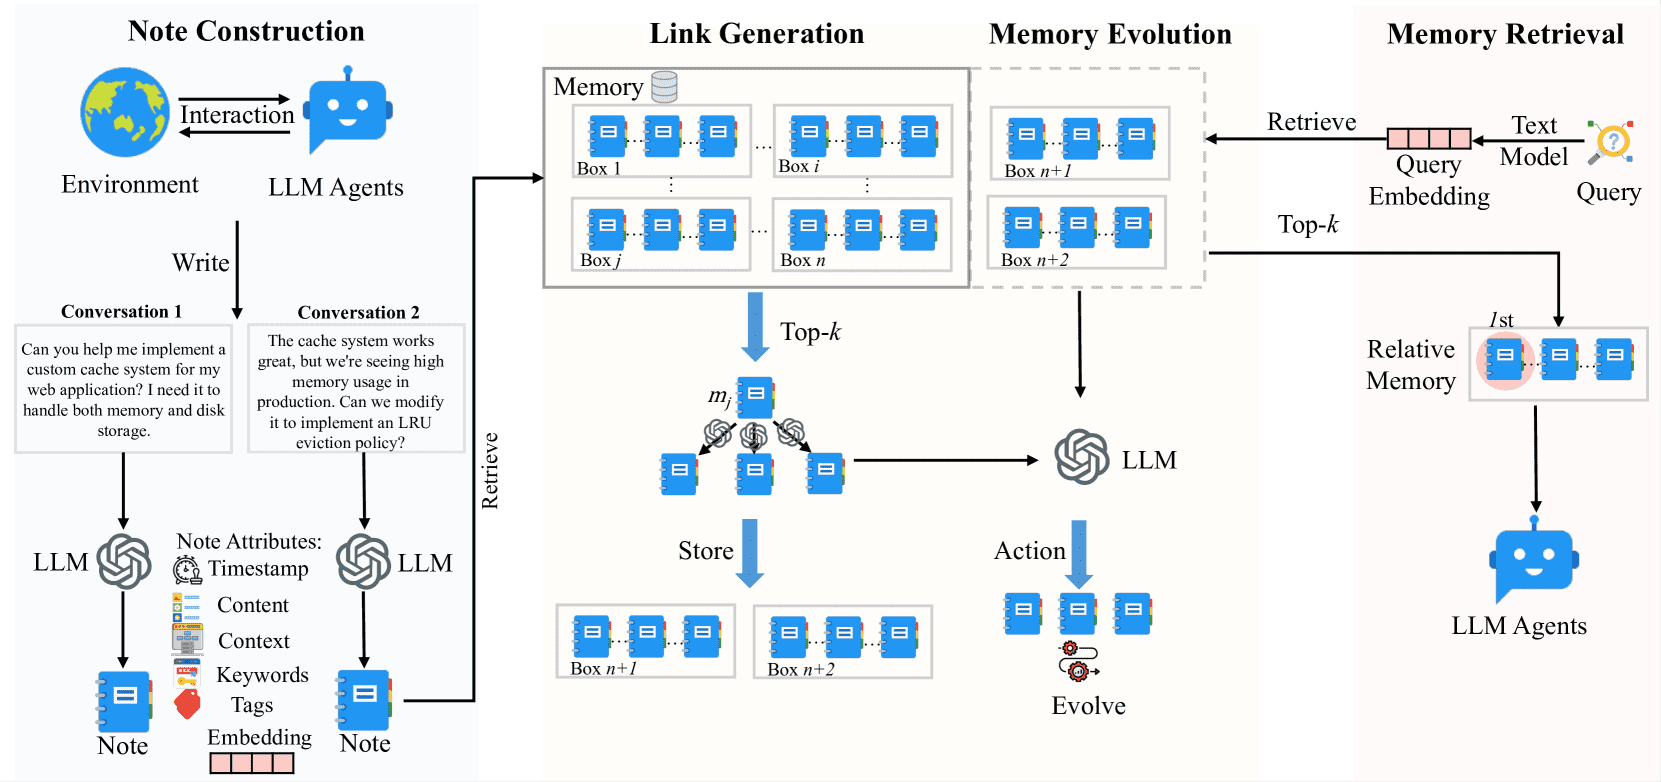 Note Construction
Interaction
Environment
LLM Agents
Write
Conversation 1
Can you help me implement a
custom cache system for my
web application? I need it to
handle both memory and disk
storage.
Conversation 2
The cache system works
great, but we're seeing high
memory usage in
production. Can we modify
it to implement an LRU
eviction policy?
LLM
LLM
Note Attributes:
Timestamp
Content
Context
Keywords
Tags
Embedding
Note
Note
Retrieve
Link Generation
Memory
Box 1
...
Box i
⋮
⋮
Box j
...
Box n
Top-k
mj
Store
Box n+1
Box n+2
Memory Evolution
Box n+1
Box n+2
LLM
Action
Evolve
Memory Retrieval
Retrieve
Text
Model
Query
Embedding
Query
Top-k
1st
Relative
Memory
LLM Agents